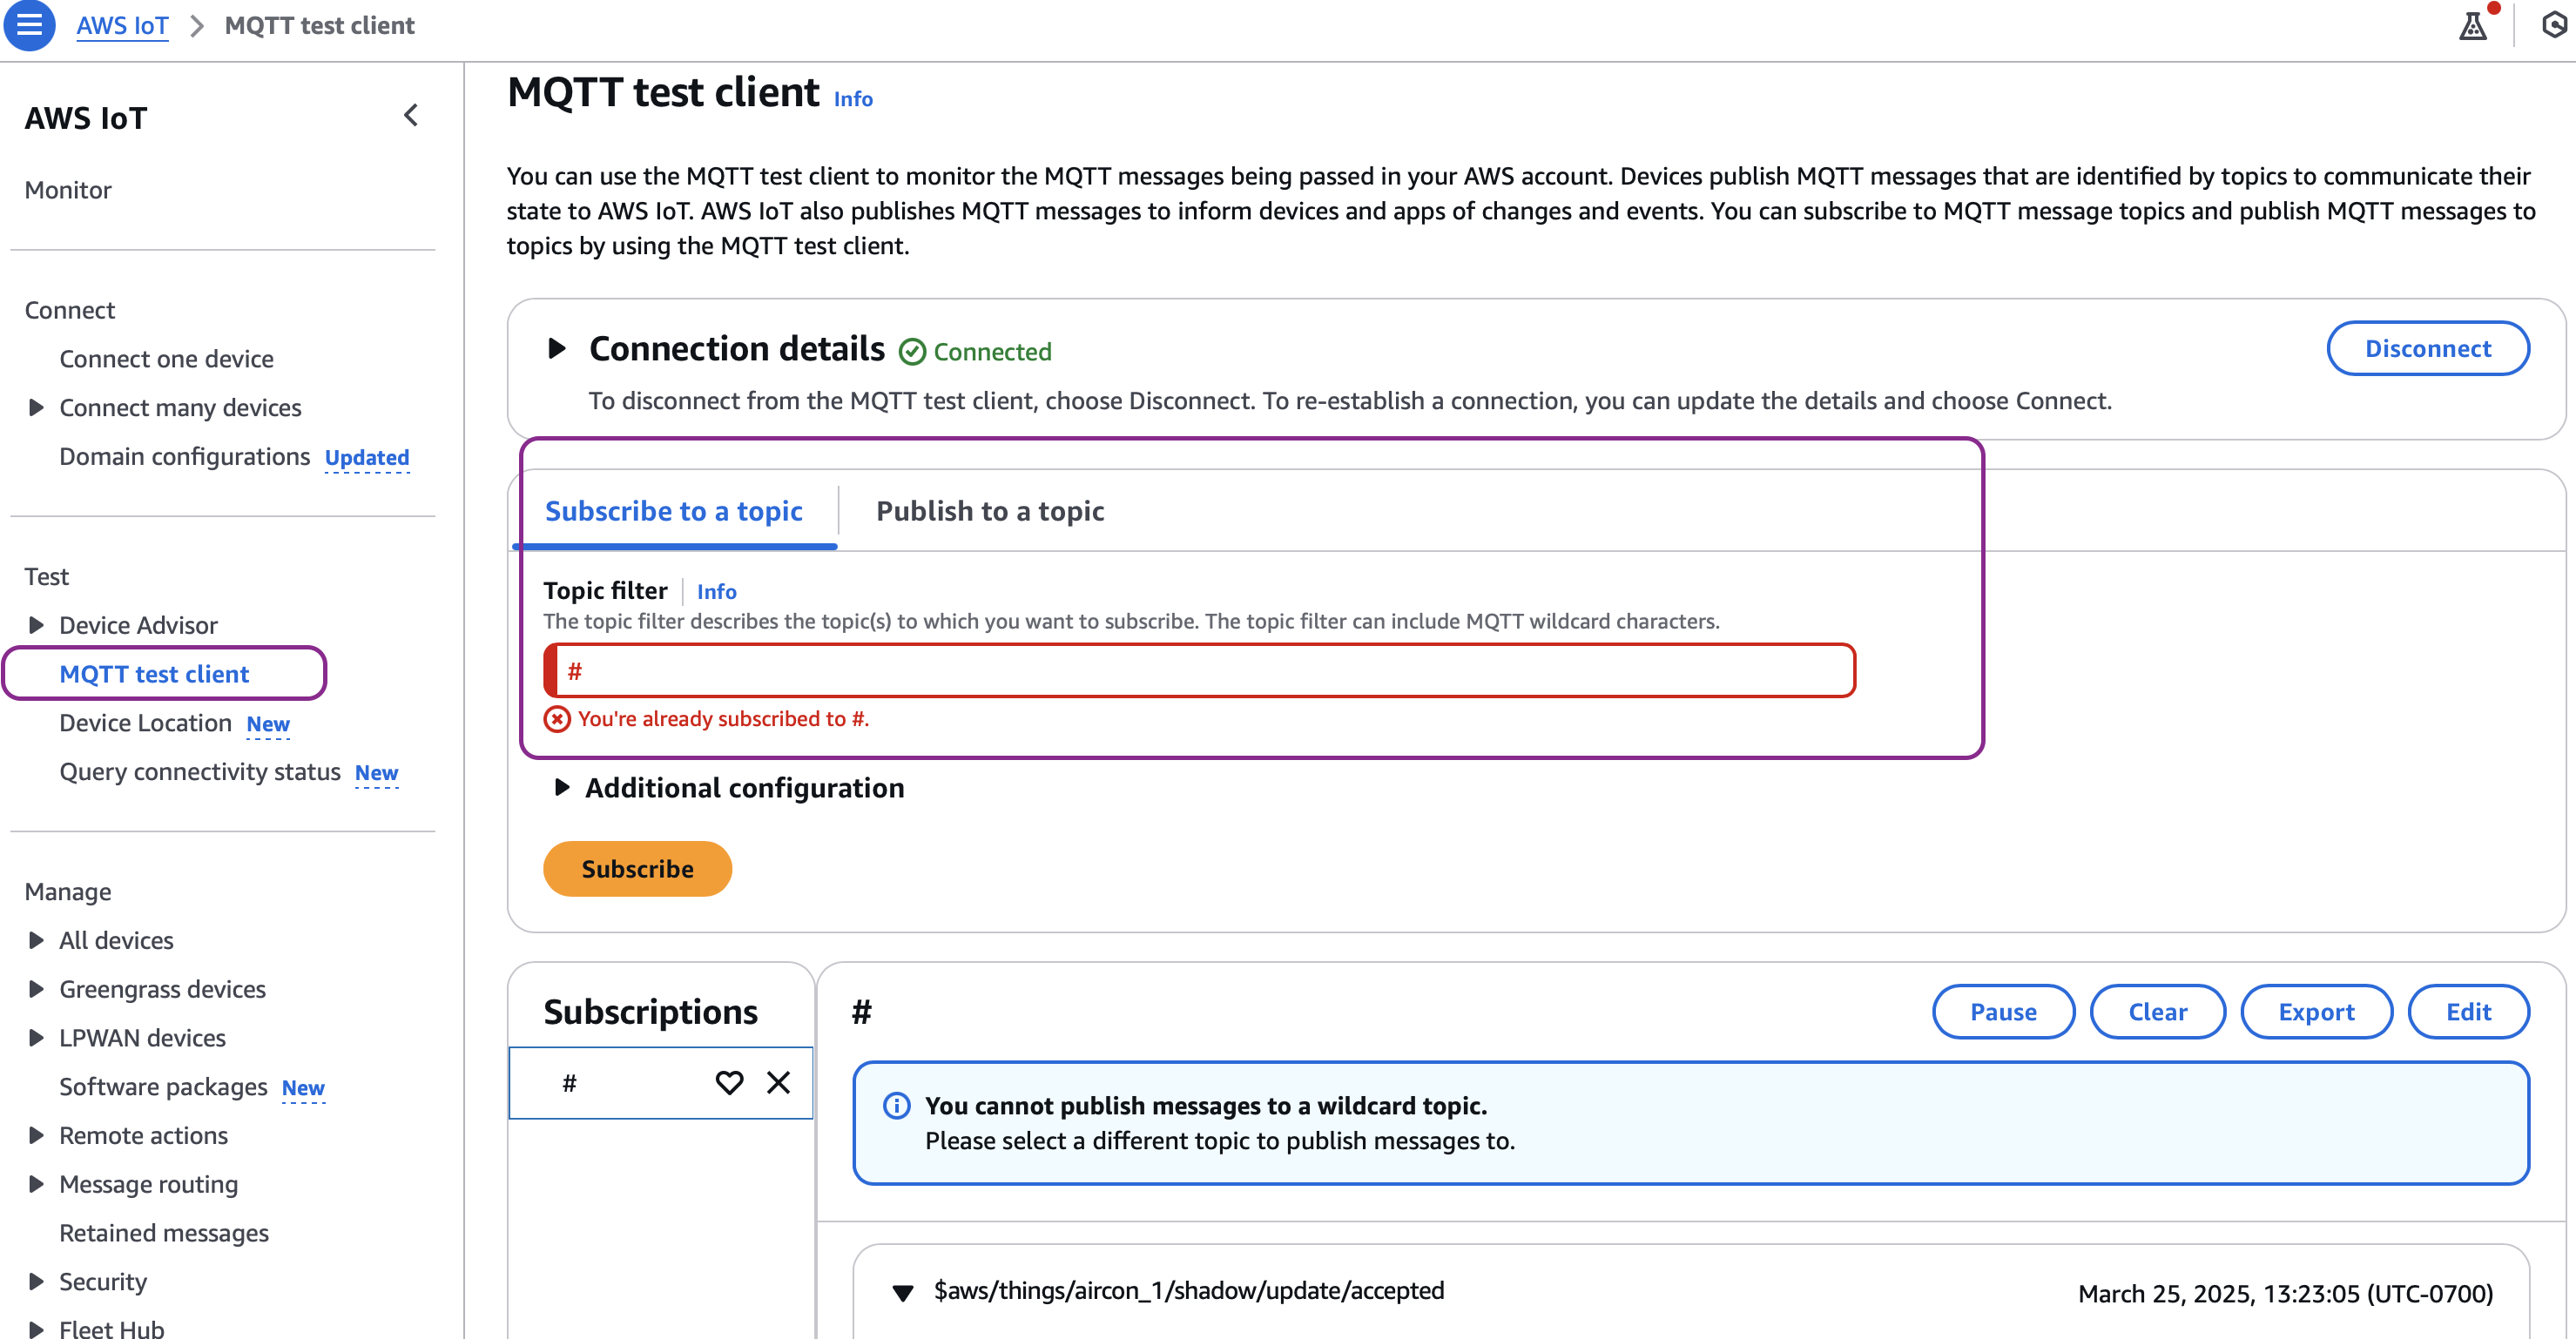 AWS IoT > MQTT test client
AWS IoT
Monitor
Connect
Connect one device
Connect many devices
Domain configurations Updated
Test
Device Advisor
MQTT test client
Device Location New
Query connectivity status New
Manage
All devices
Greengrass devices
LPWAN devices
Software packages New
Remote actions
Message routing
Retained messages
Security
Fleet Hub
MQTT test client Info
You can use the MQTT test client to monitor the MQTT messages being passed in your AWS account. Devices publish MQTT messages that are identified by topics to communicate their
state to AWS IoT. AWS IoT also publishes MQTT messages to inform devices and apps of changes and events. You can subscribe to MQTT message topics and publish MQTT messages to
topics by using the MQTT test client.
Connection details Connected
Disconnect
To disconnect from the MQTT test client, choose Disconnect. To re-establish a connection, you can update the details and choose Connect.
Subscribe to a topic
Publish to a topic
Topic filter Info
The topic filter describes the topic(s) to which you want to subscribe. The topic filter can include MQTT wildcard characters.
#
You're already subscribed to #.
Additional configuration
Subscribe
Subscriptions
#
#
Pause
Clear
Export
Edit
You cannot publish messages to a wildcard topic.
Please select a different topic to publish messages to.
$aws/things/aircon_1/shadow/update/accepted
March 25, 2025, 13:23:05 (UTC-0700)